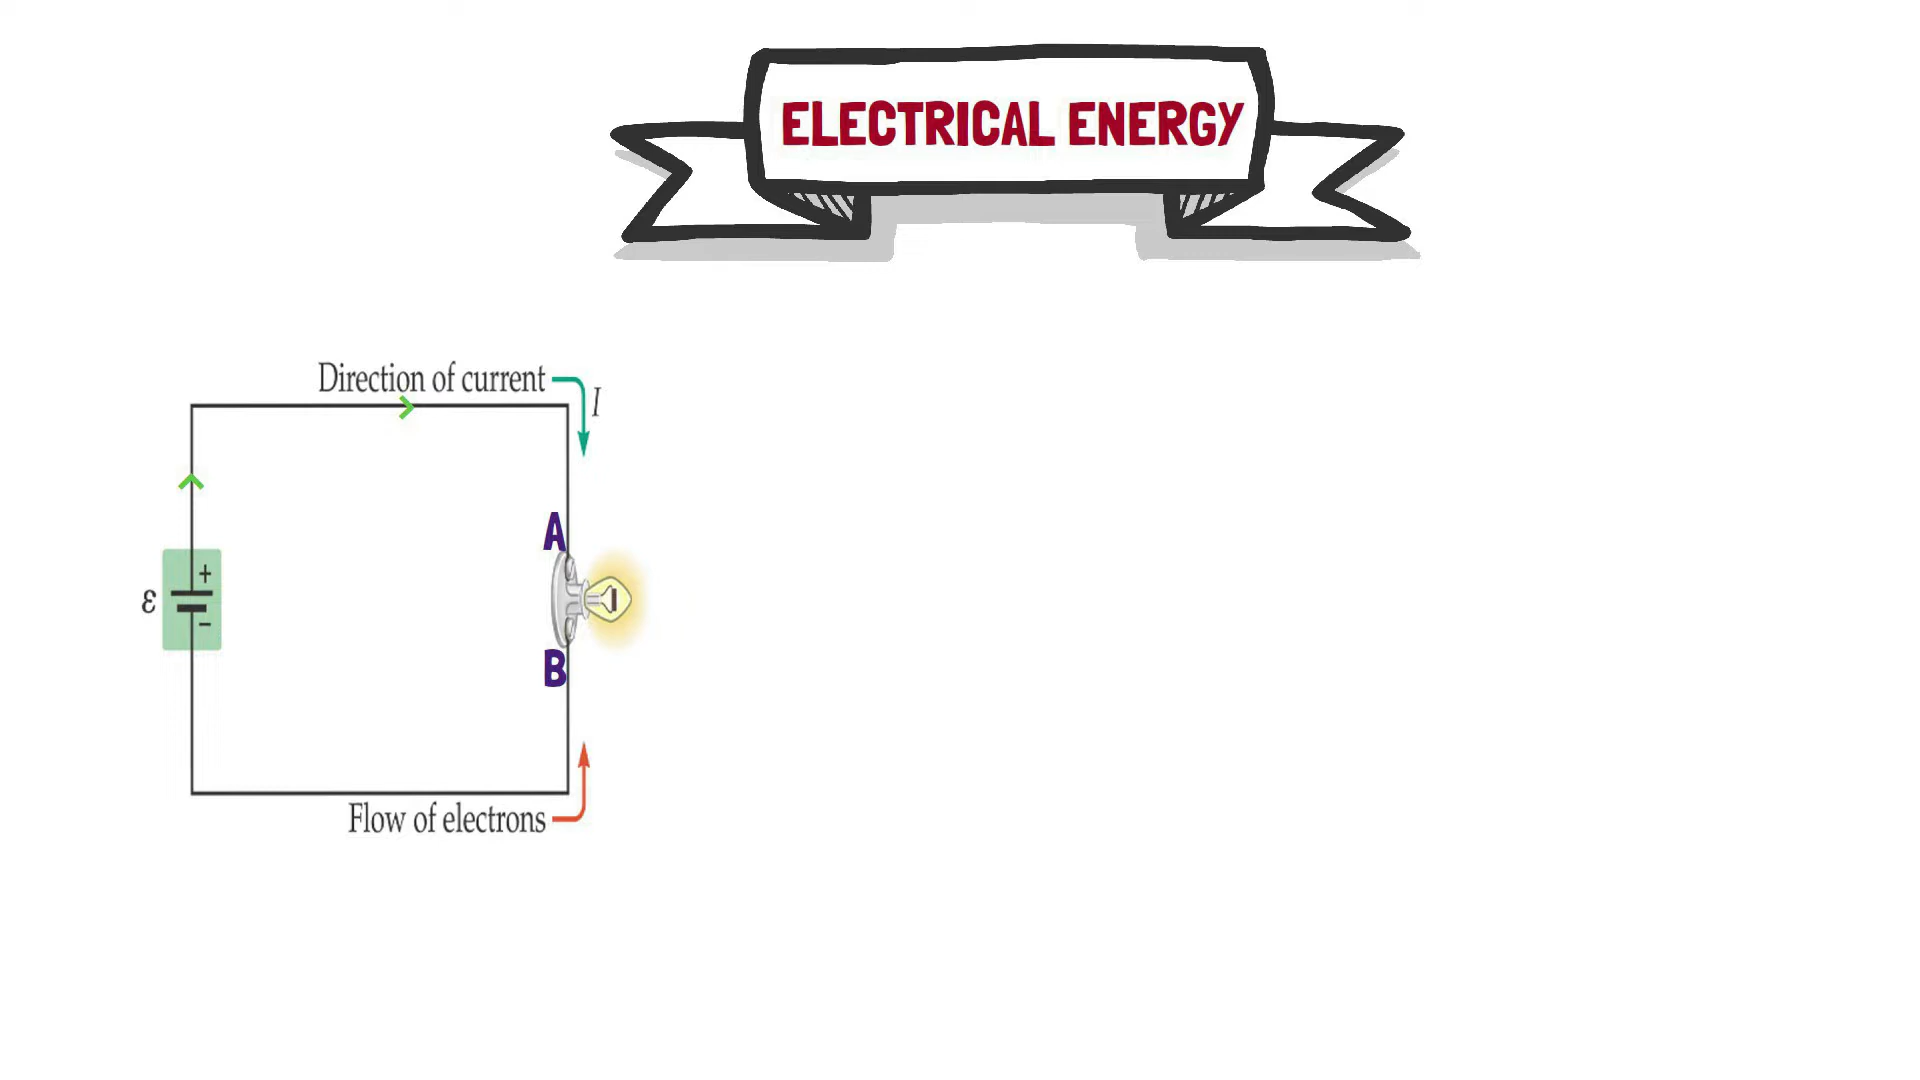 ELECTRICAL ENERGY
Direction of current
I
A
+
ε
−
B
Flow of electrons